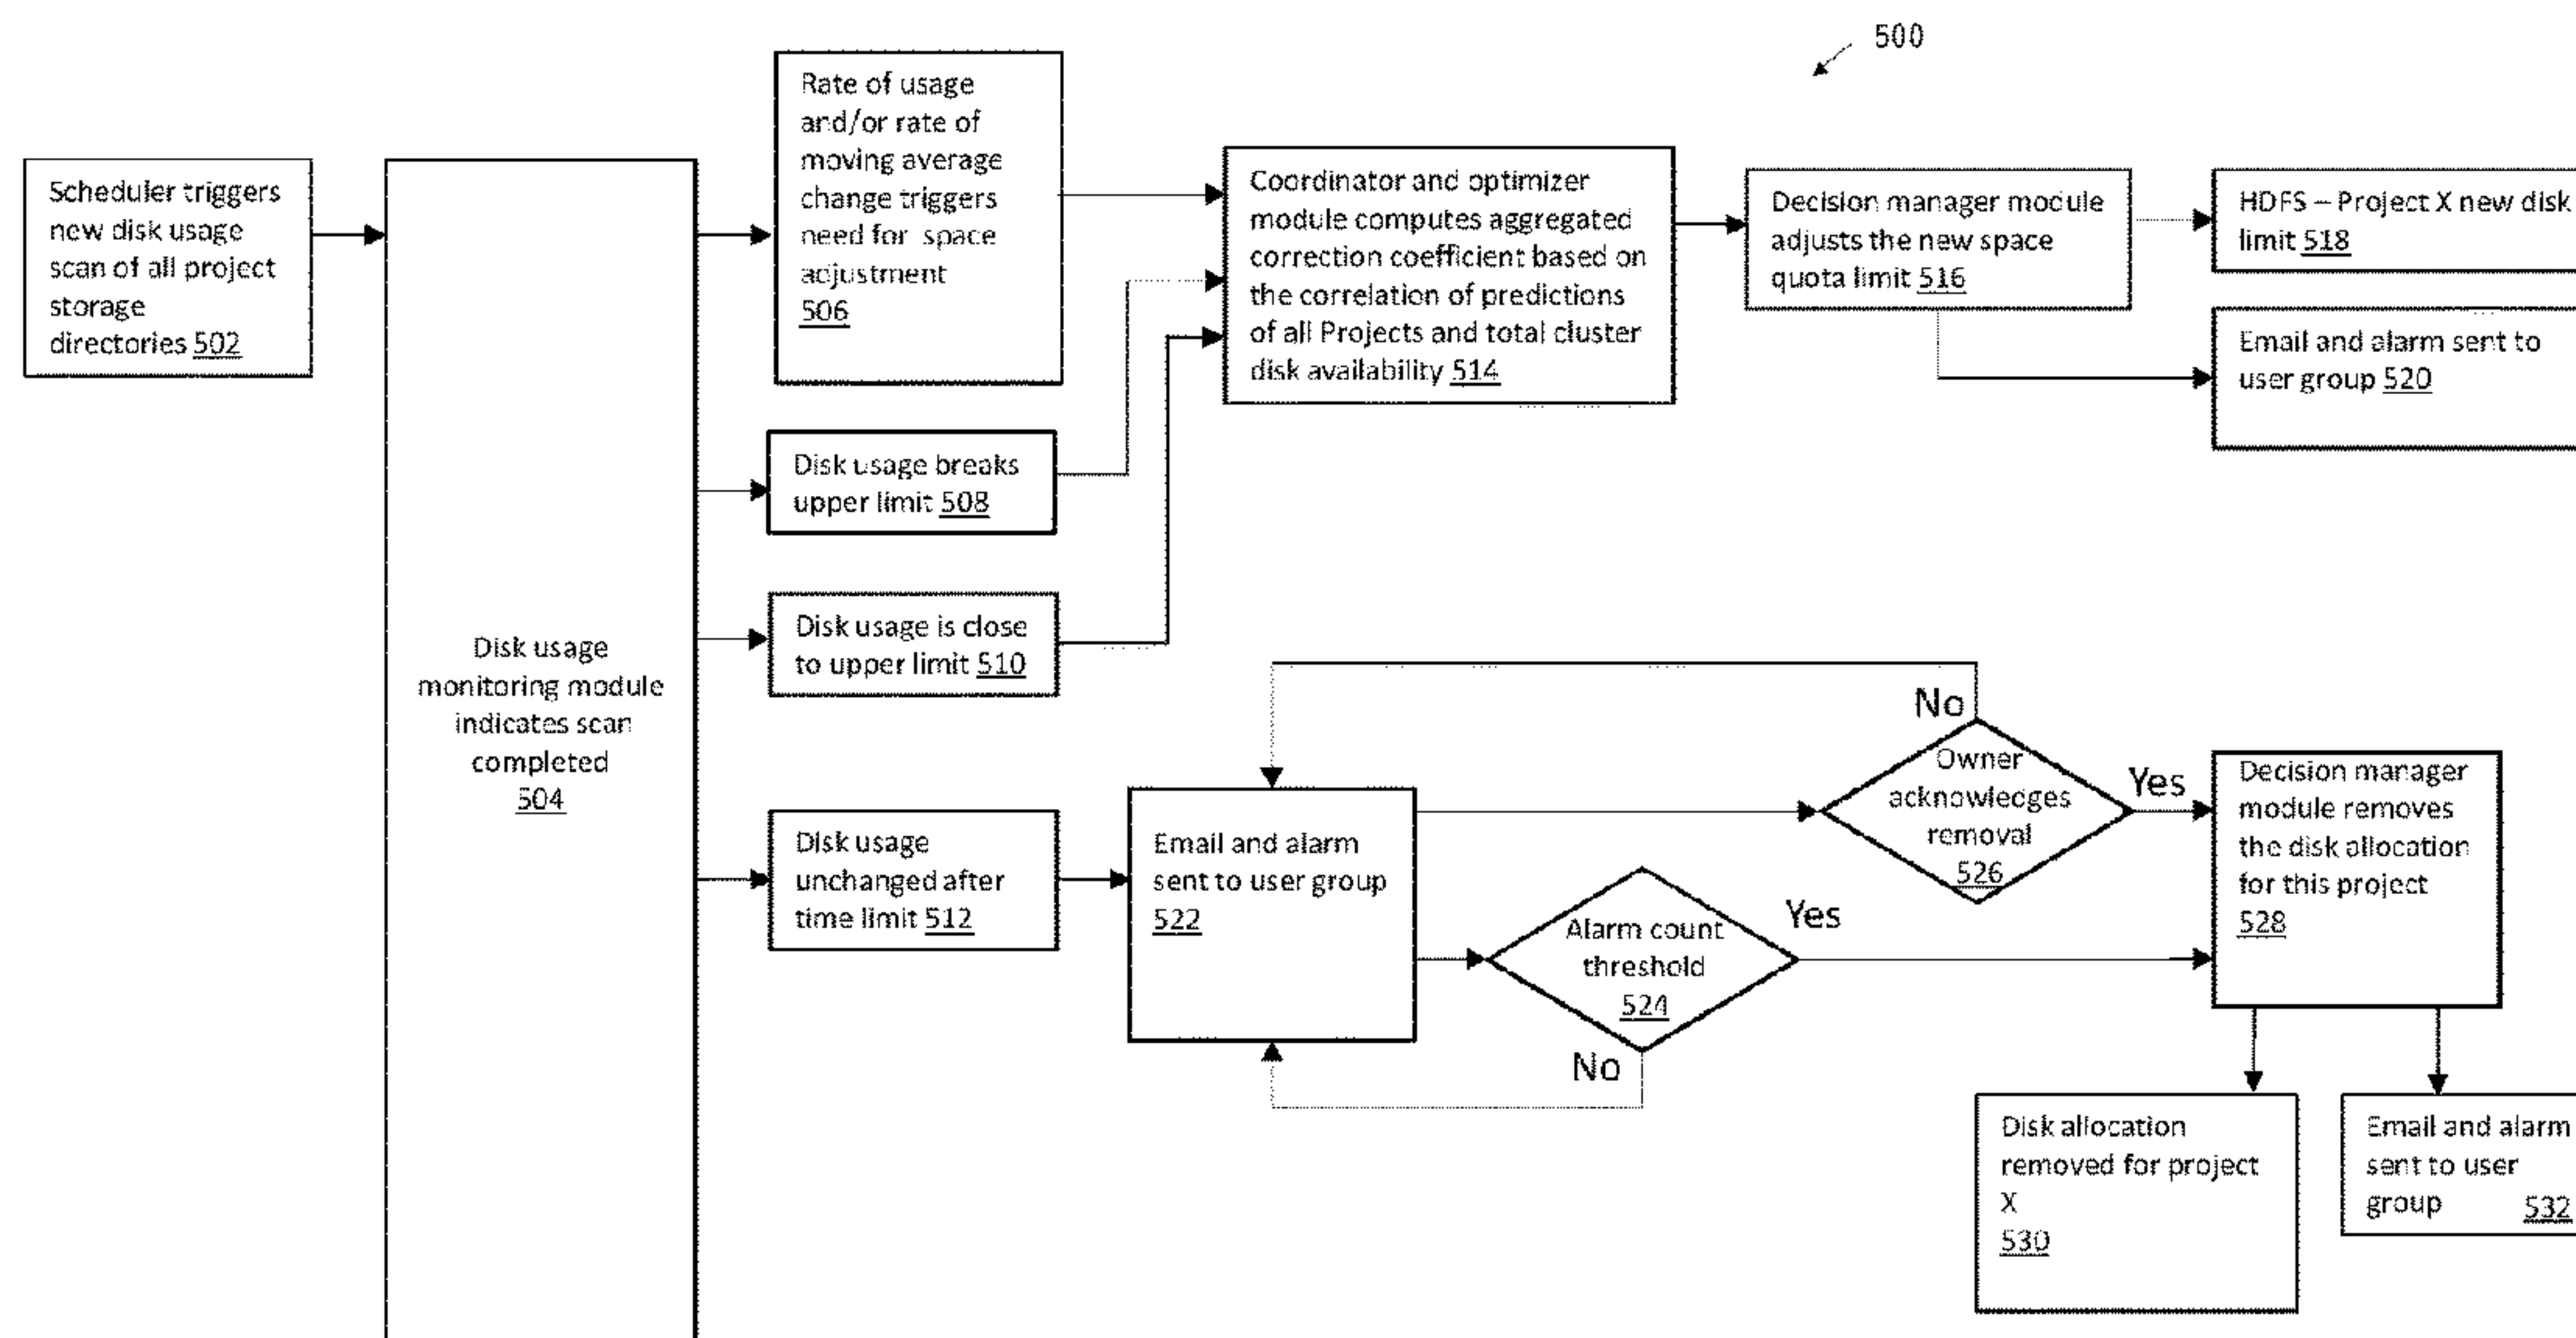 500
Scheduler triggers
new disk usage
scan of all project
storage
directories 502
Disk usage
monitoring module
indicates scan
completed
504
Rate of usage
and/or rate of
moving average
change triggers
need for space
adjustment
506
Disk usage breaks
upper limit 508
Disk usage is close
to upper limit 510
Disk usage
unchanged after
time limit 512
Coordinator and optimizer
module computes aggregated
correction coefficient based on
the correlation of predictions
of all Projects and total cluster
disk availability 514
Decision manager module
adjusts the new space
quota limit 516
HDFS – Project X new disk
limit 518
Email and alarm sent to
user group 520
Email and alarm
sent to user group
522
Alarm count
threshold
524
Yes
No
Owner
acknowledges
removal
526
No
Yes
Decision manager
module removes
the disk allocation
for this project
528
Disk allocation
removed for project
X
530
Email and alarm
sent to user
group 532